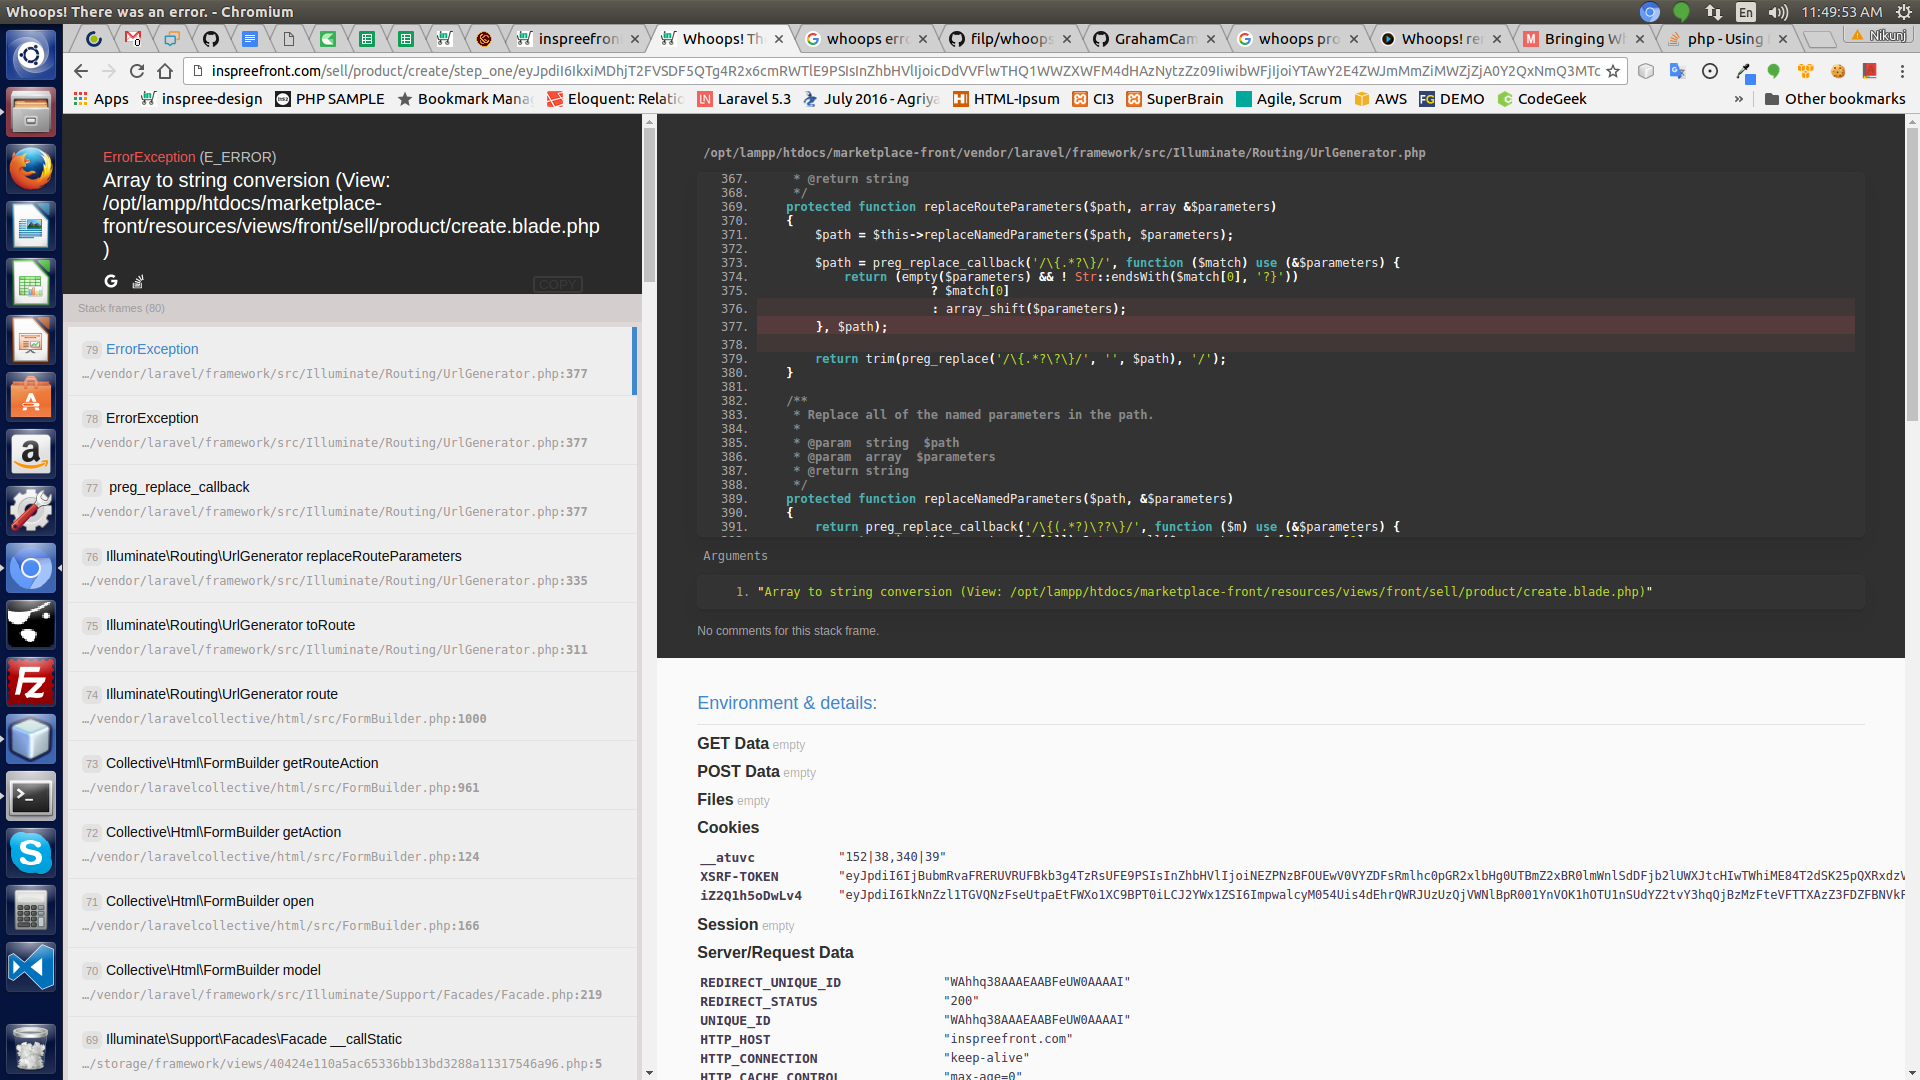 Whoops! There was an error. - Chromium
En
11:49:53 AM
inspreefron
Whoops! Th
whoops erro
filp/whoops
GrahamCam
whoops pro
Whoops! re
Bringing Wh
php - Using
Nikunj
inspreefront.com/sell/product/create/step_one/
Apps
inspree-design
PHP SAMPLE
Bookmark Mana
Eloquent: Relatio
Laravel 5.3
July 2016 - Agriya
HTML-Ipsum
CI3
SuperBrain
Agile, Scrum
AWS
DEMO
CodeGeek
»
Other bookmarks
ErrorException (E_ERROR)
Array to string conversion (View:
/opt/lampp/htdocs/marketplace-
front/resources/views/front/sell/product/create.blade.php
)
COPY
Stack frames (80)
79 ErrorException
…/vendor/laravel/framework/src/Illuminate/Routing/UrlGenerator.php:377
78 ErrorException
…/vendor/laravel/framework/src/Illuminate/Routing/UrlGenerator.php:377
77 preg_replace_callback
…/vendor/laravel/framework/src/Illuminate/Routing/UrlGenerator.php:377
76 Illuminate\Routing\UrlGenerator replaceRouteParameters
…/vendor/laravel/framework/src/Illuminate/Routing/UrlGenerator.php:335
75 Illuminate\Routing\UrlGenerator toRoute
…/vendor/laravel/framework/src/Illuminate/Routing/UrlGenerator.php:311
74 Illuminate\Routing\UrlGenerator route
…/vendor/laravelcollective/html/src/FormBuilder.php:1000
73 Collective\Html\FormBuilder getRouteAction
…/vendor/laravelcollective/html/src/FormBuilder.php:961
72 Collective\Html\FormBuilder getAction
…/vendor/laravelcollective/html/src/FormBuilder.php:124
71 Collective\Html\FormBuilder open
…/vendor/laravelcollective/html/src/FormBuilder.php:166
70 Collective\Html\FormBuilder model
…/vendor/laravel/framework/src/Illuminate/Support/Facades/Facade.php:219
69 Illuminate\Support\Facades\Facade __callStatic
…/storage/framework/views/40424e110a5ac65336bb13bd3288a11317546a96.php:5
/opt/lampp/htdocs/marketplace-front/vendor/laravel/framework/src/Illuminate/Routing/UrlGenerator.php
367. * @return string
368. */
369. protected function replaceRouteParameters($path, array &$parameters)
370. {
371. $path = $this->replaceNamedParameters($path, $parameters);
372.
373. $path = preg_replace_callback('/\{.*?\}/', function ($match) use (&$parameters) {
374. return (empty($parameters) && ! Str::endsWith($match[0], '?}'))
375. ? $match[0]
376. : array_shift($parameters);
377. }, $path);
378.
379. return trim(preg_replace('/\{.*?\?\}/', '', $path), '/');
380. }
381.
382. /**
383. * Replace all of the named parameters in the path.
384. *
385. * @param string $path
386. * @param array $parameters
387. * @return string
388. */
389. protected function replaceNamedParameters($path, &$parameters)
390. {
391. return preg_replace_callback('/\{(.*?)\??\}/', function ($m) use (&$parameters) {
Arguments
1. "Array to string conversion (View: /opt/lampp/htdocs/marketplace-front/resources/views/front/sell/product/create.blade.php)"
No comments for this stack frame.
Environment & details:
GET Data empty
POST Data empty
Files empty
Cookies
__atuvc "152|38,340|39"
XSRF-TOKEN
iZ2Q1h5oDwLv4
Session empty
Server/Request Data
REDIRECT_UNIQUE_ID "WAhhq38AAAEAABFeUW0AAAAI"
REDIRECT_STATUS "200"
UNIQUE_ID "WAhhq38AAAEAABFeUW0AAAAI"
HTTP_HOST "inspreefront.com"
HTTP_CONNECTION "keep-alive"
HTTP_CACHE_CONTROL "max-age=0"